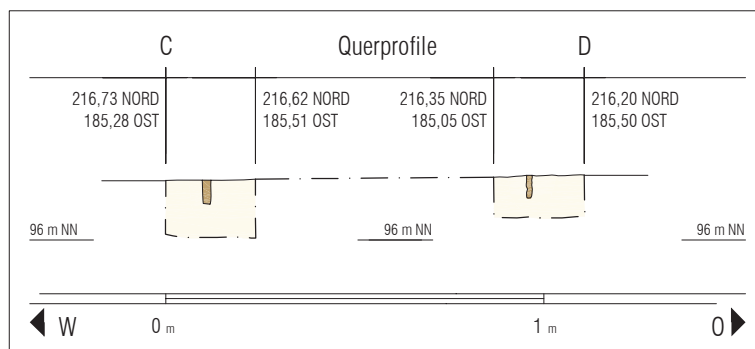 C Querprofile D
216,73 NORD 216,62 NORD 216,35 NORD 216,20 NORD
185,28 OST 185,51 OST 185,05 OST 185,50 OST
96 m NN 96 m NN 96 m NN
W 0 m 1 m O